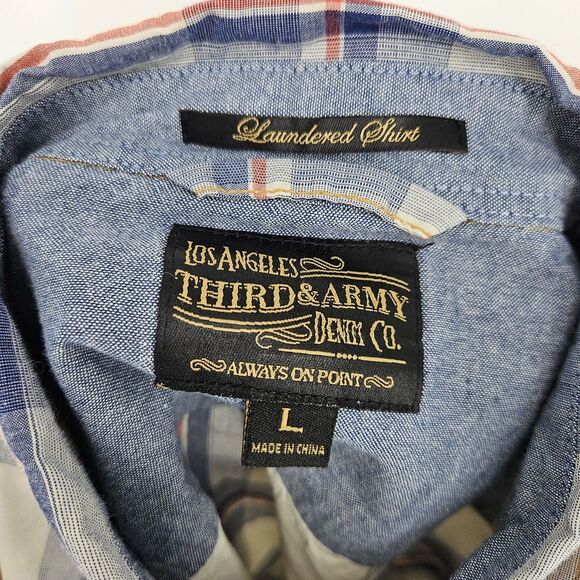 Laundered Shirt
LOS ANGELES
THIRD & ARMY
DENIM CO.
ALWAYS ON POINT
L
MADE IN CHINA